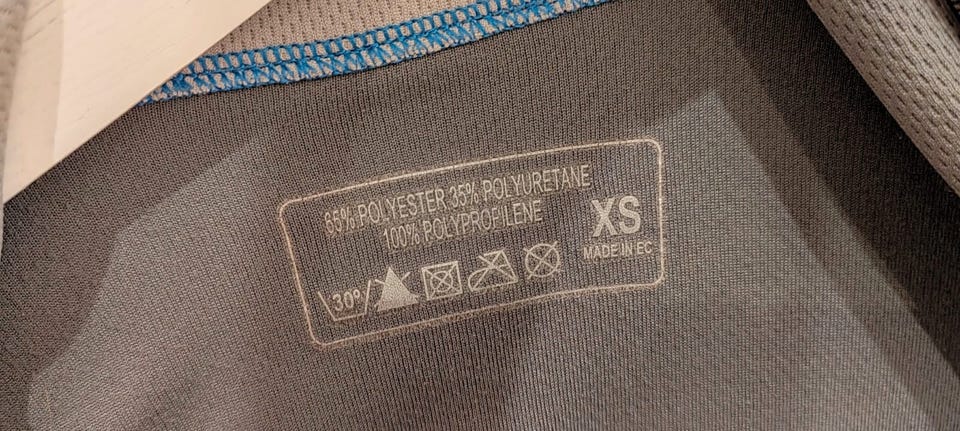 65% POLYESTER 35% POLYURETANE
100% POLYPROPILENE
XS
MADE IN EC
30°